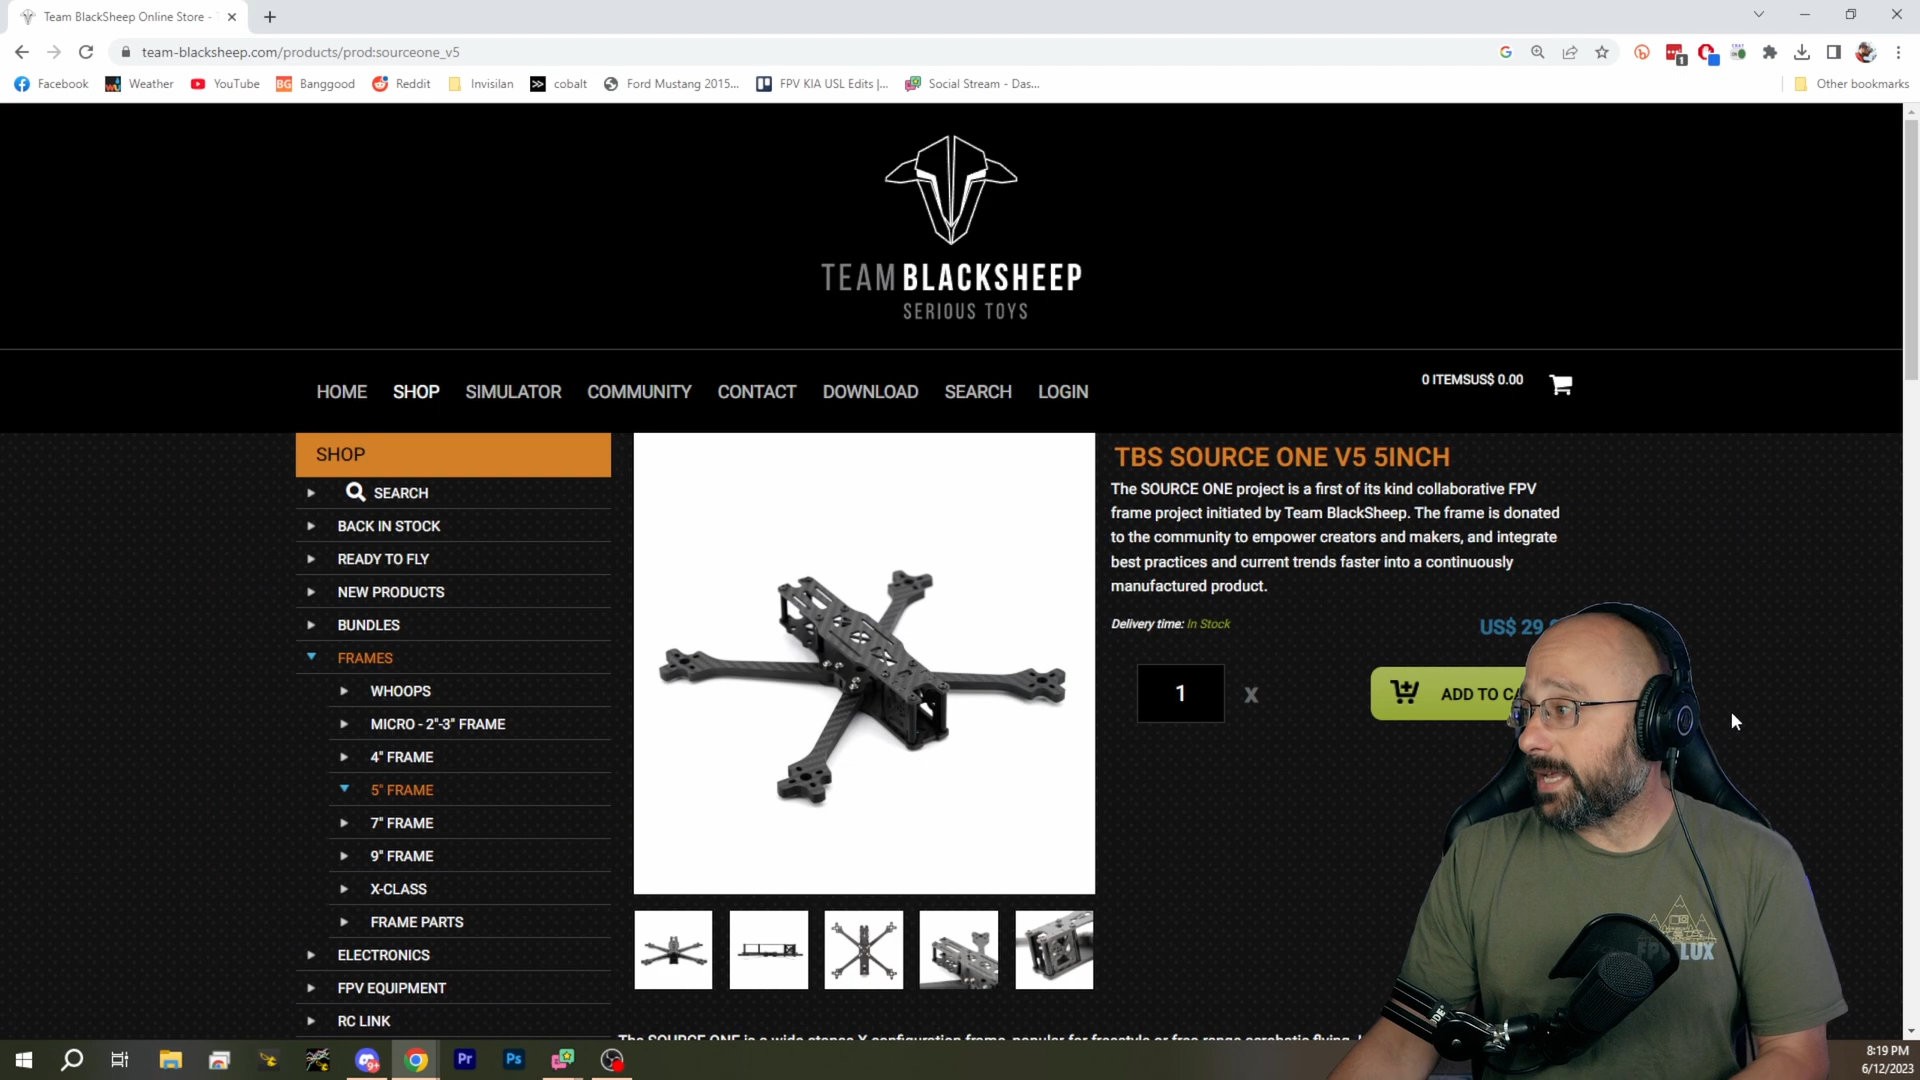 Team BlackSheep Online Store -
team-blacksheep.com/products/prod:sourceone_v5
1
Facebook
Weather
YouTube
BG
Banggood
Reddit
Invisilan
cobalt
Ford Mustang 2015...
FPV KIA USL Edits |...
Social Stream - Das...
Other bookmarks
TEAM BLACKSHEEP
SERIOUS TOYS
HOME
SHOP
SIMULATOR
COMMUNITY
CONTACT
DOWNLOAD
SEARCH
LOGIN
0 ITEMSUS$ 0.00
SHOP
SEARCH
BACK IN STOCK
READY TO FLY
NEW PRODUCTS
BUNDLES
FRAMES
WHOOPS
MICRO - 2"-3" FRAME
4" FRAME
5" FRAME
7" FRAME
9" FRAME
X-CLASS
FRAME PARTS
ELECTRONICS
FPV EQUIPMENT
RC LINK
TBS SOURCE ONE V5 5INCH
The SOURCE ONE project is a first of its kind collaborative FPV
frame project initiated by Team BlackSheep. The frame is donated
to the community to empower creators and makers, and integrate
best practices and current trends faster into a continuously
manufactured product.
Delivery time: In Stock
US$ 29.
1
X
ADD TO CA
LUX
The SOURCE ONE is a wide stance X configuration frame, popular for freestyle or free range acrobatic flying.
9+
Pr
Ps
8:19 PM
6/12/2023